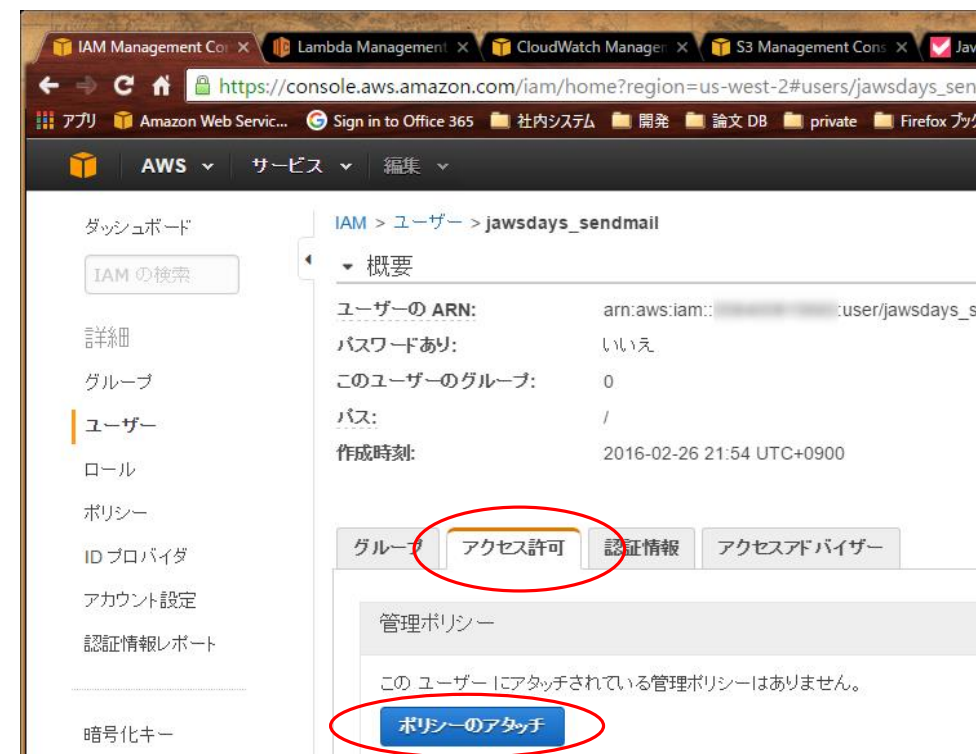 IAM Management Co
Lambda Management
CloudWatch Manager
S3 Management Cons
Jav
https://console.aws.amazon.com/iam/home?region=us-west-2#users/jawsdays_sen
アプリ Amazon Web Servic... Sign in to Office 365 社内システム 開発 論文 DB private Firefox ブック
AWS サービス 編集
ダッシュボード
IAM の検索
詳細
グループ
ユーザー
ロール
ポリシー
ID プロバイダ
アカウント設定
認証情報レポート
暗号化キー
IAM > ユーザー > jawsdays_sendmail
概要
ユーザーの ARN: arn:aws:iam:: :user/jawsdays_s
パスワードあり: いいえ
このユーザーのグループ: 0
パス: /
作成時刻: 2016-02-26 21:54 UTC+0900
グループ アクセス許可 認証情報 アクセスアドバイザー
管理ポリシー
この ユーザー にアタッチされている管理ポリシーはありません。
ポリシーのアタッチ